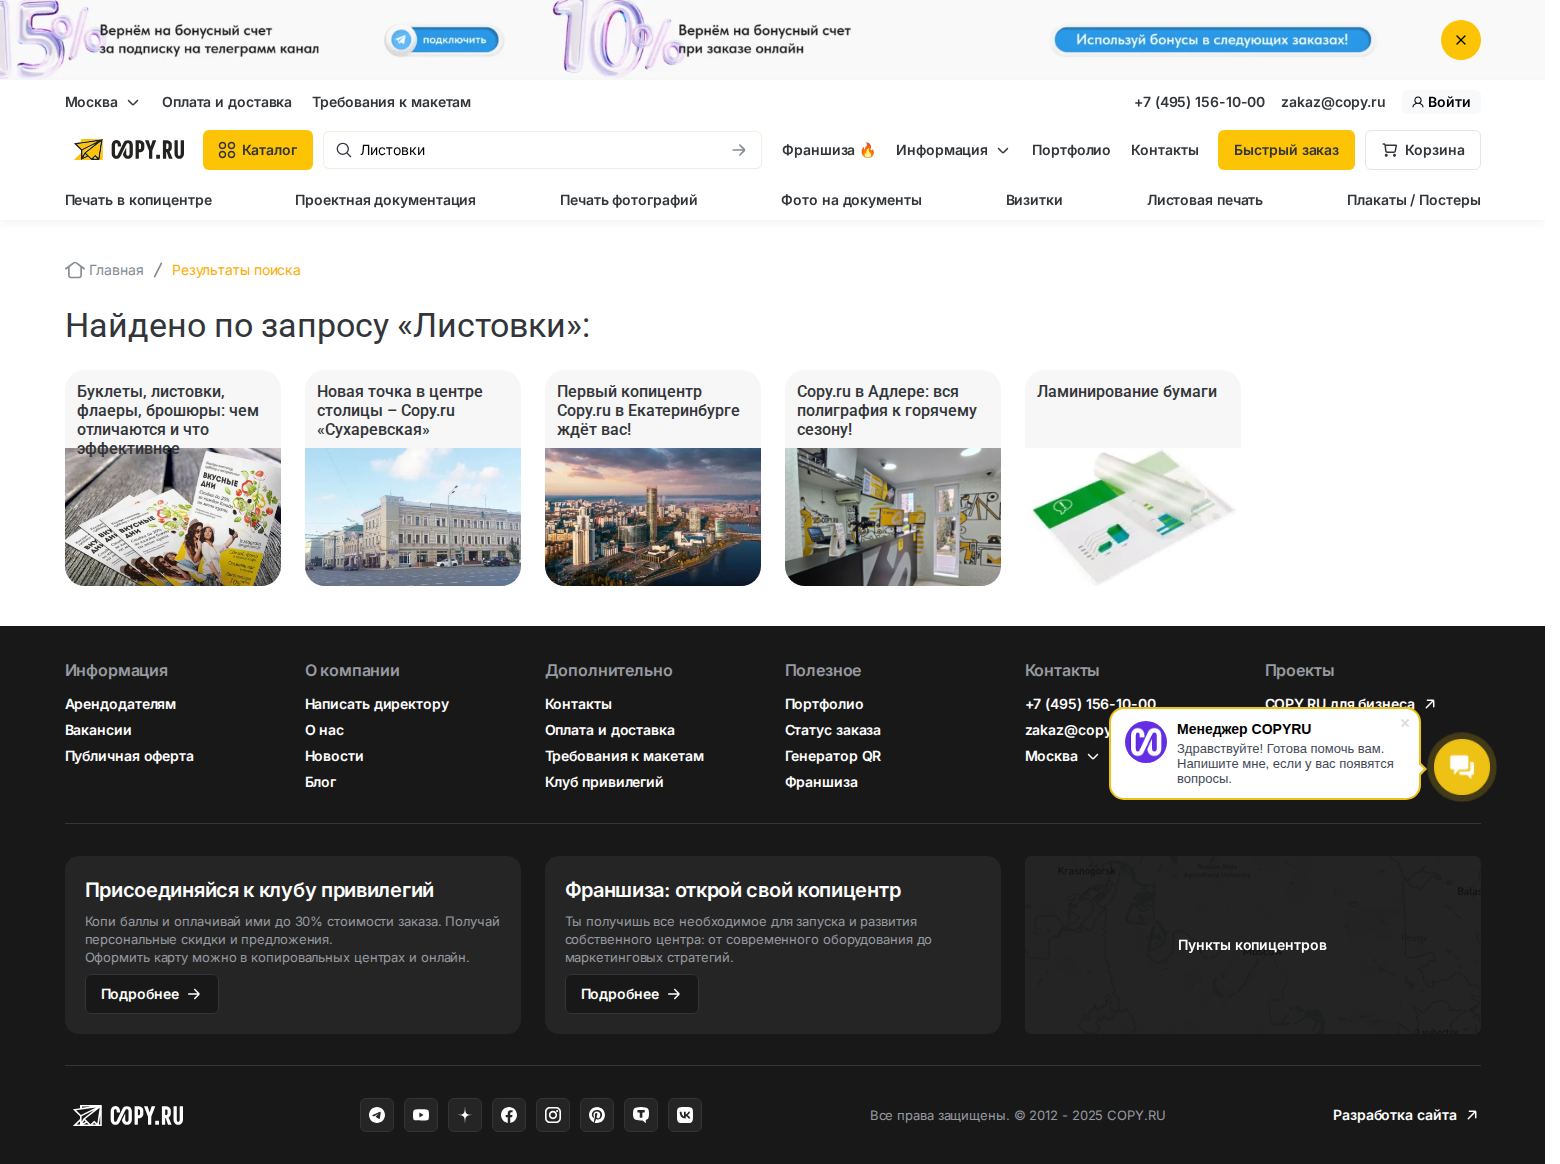 15%
Вернём на бонусный счет
за подписку на телеграмм канал
подключить
10%
Вернём на бонусный счет
при заказе онлайн
Используй бонусы в следующих заказах!
Москва
Оплата и доставка
Требования к макетам
+7 (495) 156-10-00
zakaz@copy.ru
Войти
COPY.RU
Каталог
Листовки
Франшиза
Информация
Портфолио
Контакты
Быстрый заказ
Корзина
Печать в копицентре
Проектная документация
Печать фотографий
Фото на документы
Визитки
Листовая печать
Плакаты / Постеры
Главная / Результаты поиска
Найдено по запросу «Листовки»:
Буклеты, листовки,
флаеры, брошюры: чем
отличаются и что
эффективнее
ВКУСНЫЕ
ДНИ
Новая точка в центре
столицы – Copy.ru
«Сухаревская»
Первый копицентр
Copy.ru в Екатеринбурге
ждёт вас!
Copy.ru в Адлере: вся
полиграфия к горячему
сезону!
Ламинирование бумаги
Информация
Арендодателям
Вакансии
Публичная оферта
О компании
Написать директору
О нас
Новости
Блог
Дополнительно
Контакты
Оплата и доставка
Требования к макетам
Клуб привилегий
Полезное
Портфолио
Статус заказа
Генератор QR
Франшиза
Контакты
+7 (495) 156-10-00
zakaz@copy
Москва
Проекты
COPY.RU для бизнеса
Менеджер COPYRU
Здравствуйте! Готова помочь вам.
Напишите мне, если у вас появятся
вопросы.
Присоединяйся к клубу привилегий
Копи баллы и оплачивай ими до 30% стоимости заказа. Получай
персональные скидки и предложения.
Оформить карту можно в копировальных центрах и онлайн.
Подробнее
Франшиза: открой свой копицентр
Ты получишь все необходимое для запуска и развития
собственного центра: от современного оборудования до
маркетинговых стратегий.
Подробнее
Krasnogorsk
Пункты копицентров
COPY.RU
Все права защищены. © 2012 - 2025 COPY.RU
Разработка сайта